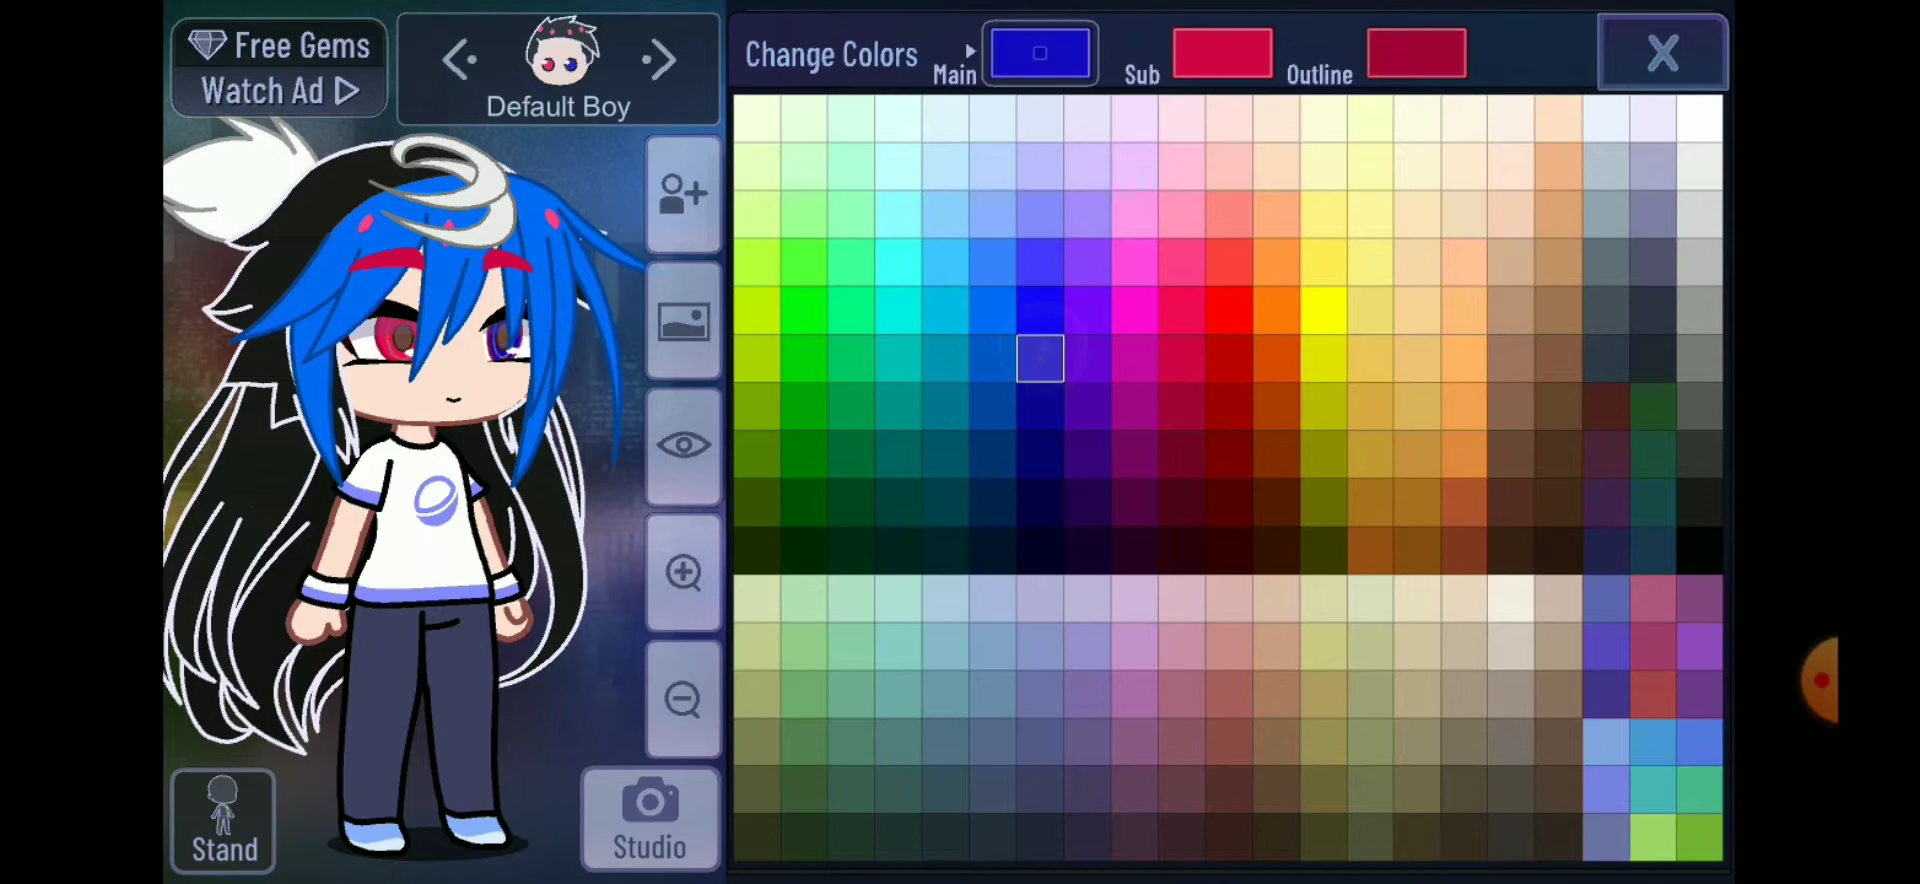 Free Gems
Watch Ad
Default Boy
Change Colors
Main
Sub
Outline
X
Stand
Studio